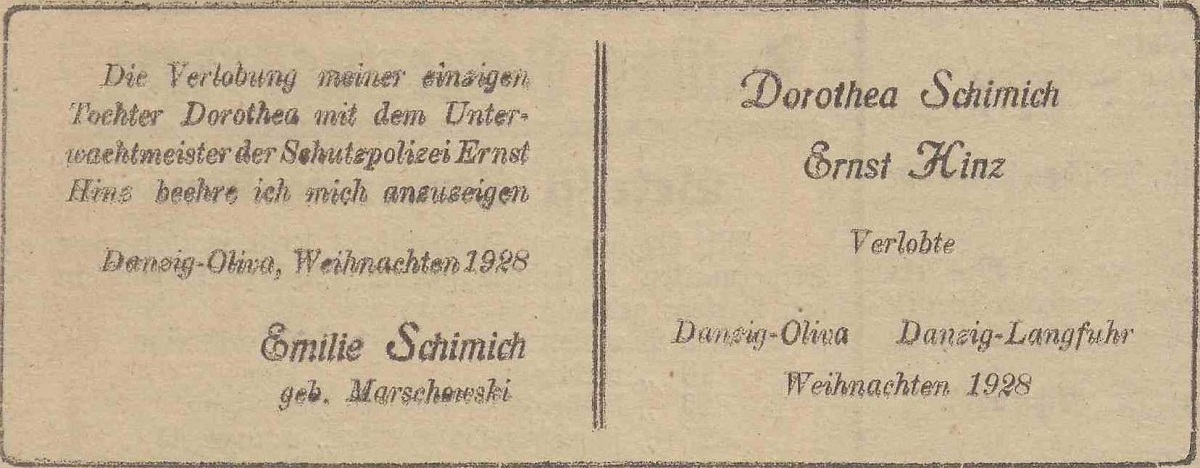 Die Verlobung meiner einzigen
Tochter Dorothea mit dem Unter-
wachtmeister der Schutzpolizei Ernst
Hinz beehre ich mich anzuzeigen
Danzig-Oliva, Weihnachten 1928
Emilie Schimich
geb. Marschewski
Dorothea Schimich
Ernst Hinz
Verlobte
Danzig-Oliva Danzig-Langfuhr
Weihnachten 1928